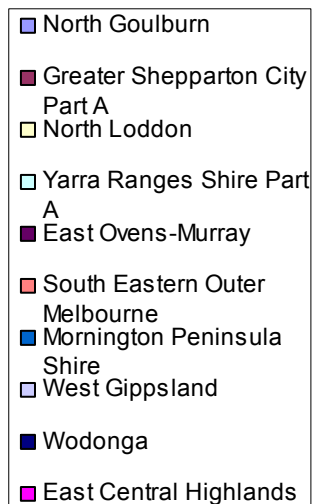 North Goulburn
Greater Shepparton City
Part A
North Loddon
Yarra Ranges Shire Part
A
East Ovens-Murray
South Eastern Outer
Melbourne
Mornington Peninsula
Shire
West Gippsland
Wodonga
East Central Highlands